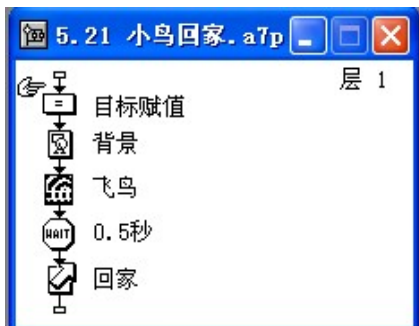 5.21 小鸟回家.a7p
层 1
=
目标赋值
背景
飞鸟
WAIT
0.5秒
回家